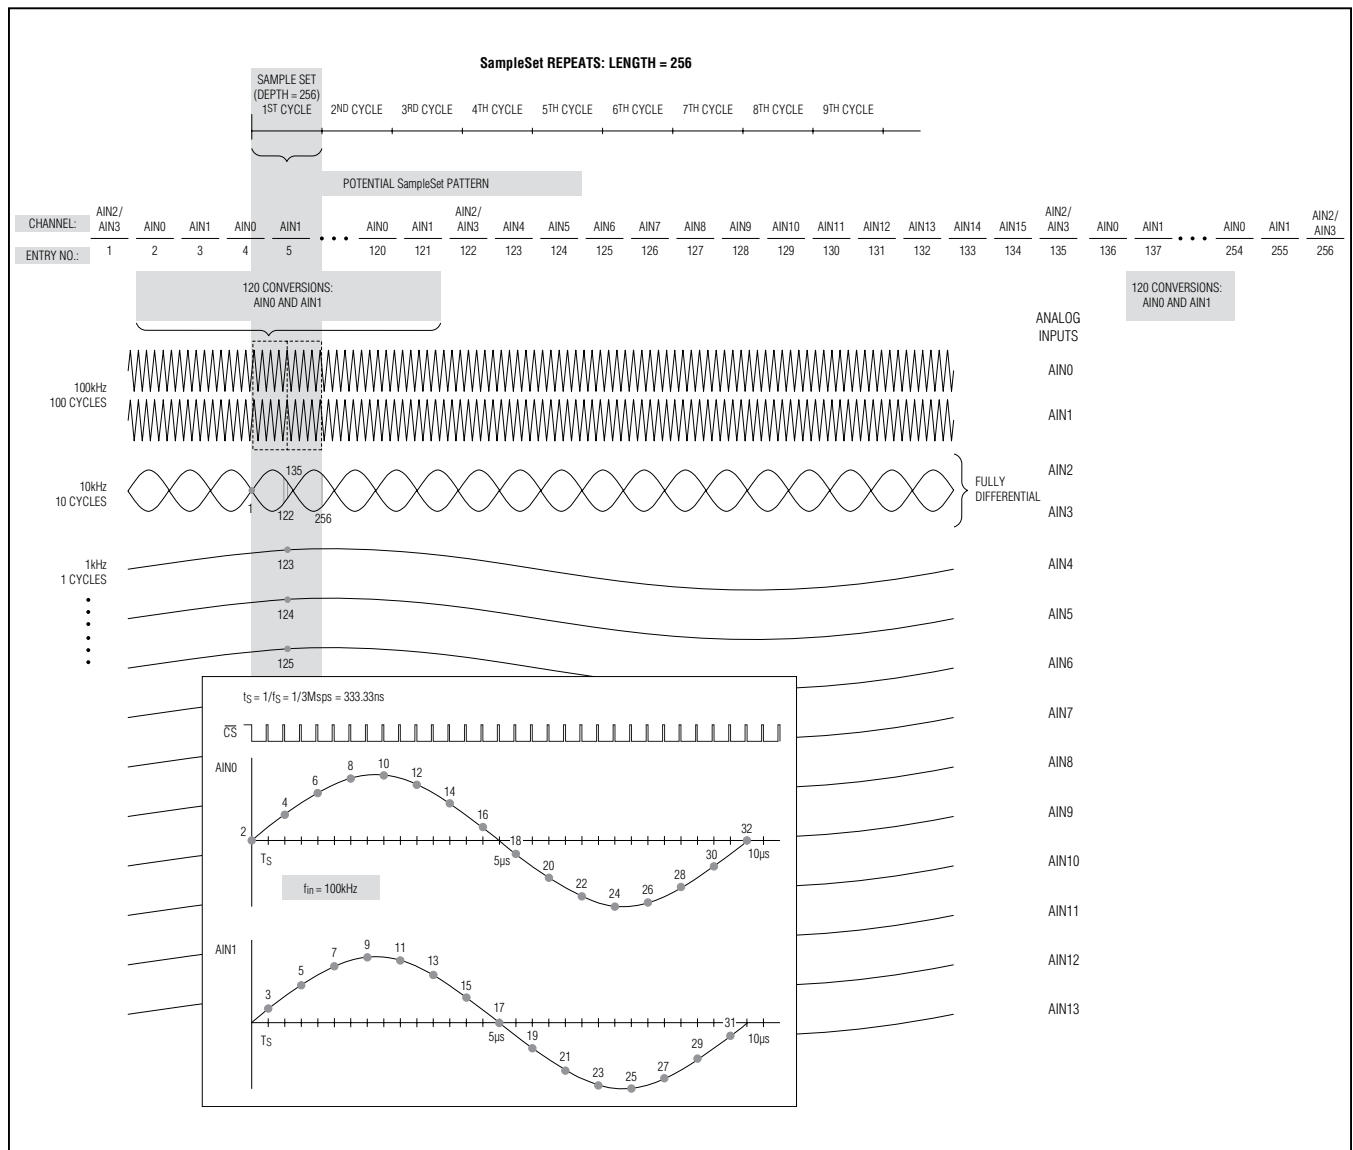 SampleSet REPEATS: LENGTH = 256
SAMPLE SET
(DEPTH = 256)
1ST CYCLE 2ND CYCLE 3RD CYCLE 4TH CYCLE 5TH CYCLE 6TH CYCLE 7TH CYCLE 8TH CYCLE 9TH CYCLE
POTENTIAL SampleSet PATTERN
CHANNEL: AIN2/AIN3 AIN0 AIN1 AIN0 AIN1 • • • AIN0 AIN1 AIN2/AIN3 AIN4 AIN5 AIN6 AIN7 AIN8 AIN9 AIN10 AIN11 AIN12 AIN13 AIN14 AIN15 AIN2/AIN3 AIN0 AIN1 • • • AIN0 AIN1 AIN2/AIN3
ENTRY NO.: 1 2 3 4 5 120 121 122 123 124 125 126 127 128 129 130 131 132 133 134 135 136 137 254 255 256
120 CONVERSIONS:
AIN0 AND AIN1
120 CONVERSIONS:
AIN0 AND AIN1
ANALOG
INPUTS
100kHz
100 CYCLES
AIN0
AIN1
10kHz
10 CYCLES
135
1
122
256
FULLY
DIFFERENTIAL
AIN2
AIN3
1kHz
1 CYCLES
123
AIN4
124
AIN5
125
AIN6
AIN7
AIN8
AIN9
AIN10
AIN11
AIN12
AIN13
tS = 1/fS = 1/3Msps = 333.33ns
CS
AIN0
2 4 6 8 10 12 14 16 18 20 22 24 26 28 30 32
TS 5µs 10µs
fin = 100kHz
AIN1
3 5 7 9 11 13 15 17 19 21 23 25 27 29 31
TS 5µs 10µs